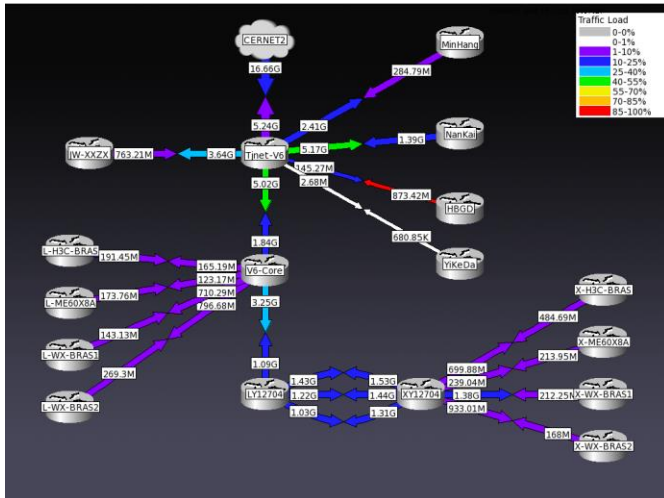 Traffic Load
0-0%
0-1%
1-10%
10-25%
25-40%
40-55%
55-70%
70-85%
85-100%
CERNET2
MinHang
16.66G
284.79M
5.24G
2.41G
NanKai
1.39G
5.17G
JW-XXZX
763.21M
3.64G
Tjnet-V6
145.27M
2.68M
873.42M
HBGD
5.02G
680.85K
YiKeDa
1.84G
L-H3C-BRAS
191.45M
165.19M
V6-Core
123.17M
710.29M
796.68M
L-ME60X8A
173.76M
3.25G
X-H3C-BRAS
484.69M
L-WX-BRAS1
143.13M
X-ME60X8A
213.95M
699.88M
269.3M
1.09G
239.04M
L-WX-BRAS2
LY12704
1.43G
1.53G
1.22G
1.44G
1.03G
1.31G
XY12704
1.38G
212.25M
X-WX-BRAS1
933.01M
168M
X-WX-BRAS2